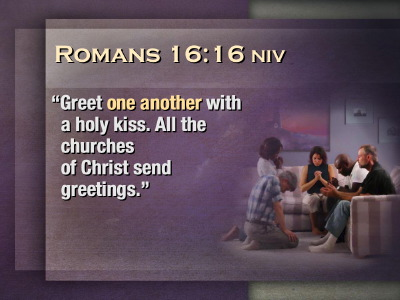 ROMANS 16:16 NIV
“Greet one another with
a holy kiss. All the
churches
of Christ send
greetings.”